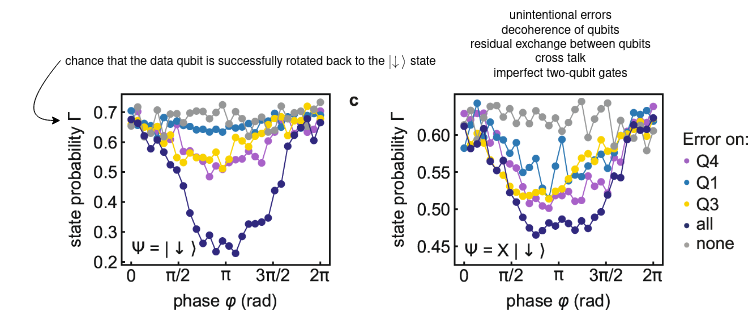 unintentional errors
decoherence of qubits
residual exchange between qubits
cross talk
imperfect two-qubit gates
chance that the data qubit is successfully rotated back to the |↓⟩ state
c
state probability Γ
0.7
0.6
0.5
0.4
0.3
0.2
Ψ = |↓⟩
0 π/2 π 3π/2 2π
phase φ (rad)
state probability Γ
0.60
0.55
0.50
0.45
Ψ = X|↓⟩
0 π/2 π 3π/2 2π
phase φ (rad)
Error on:
Q4
Q1
Q3
all
none